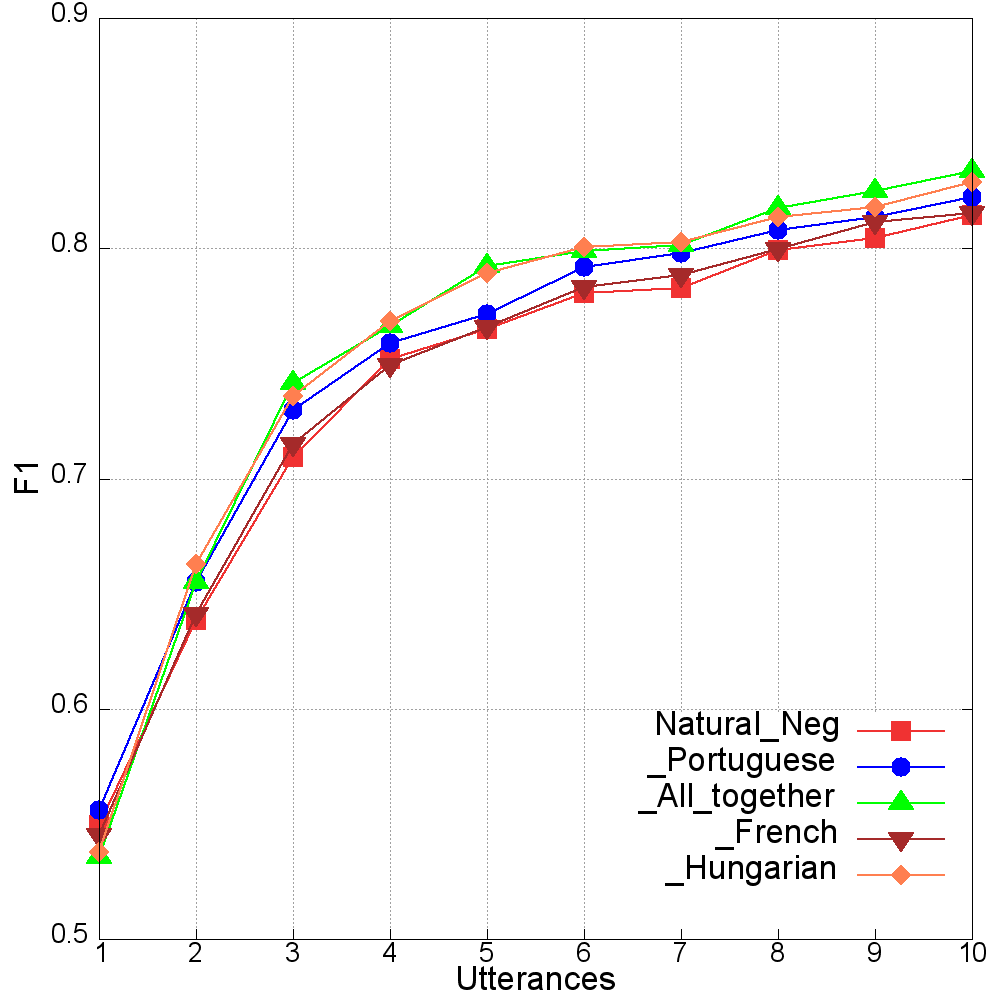 0.9
0.8
0.7
0.6
0.5
F1
1 2 3 4 5 6 7 8 9 10
Utterances
Natural_Neg
_Portuguese
_All_together
_French
_Hungarian